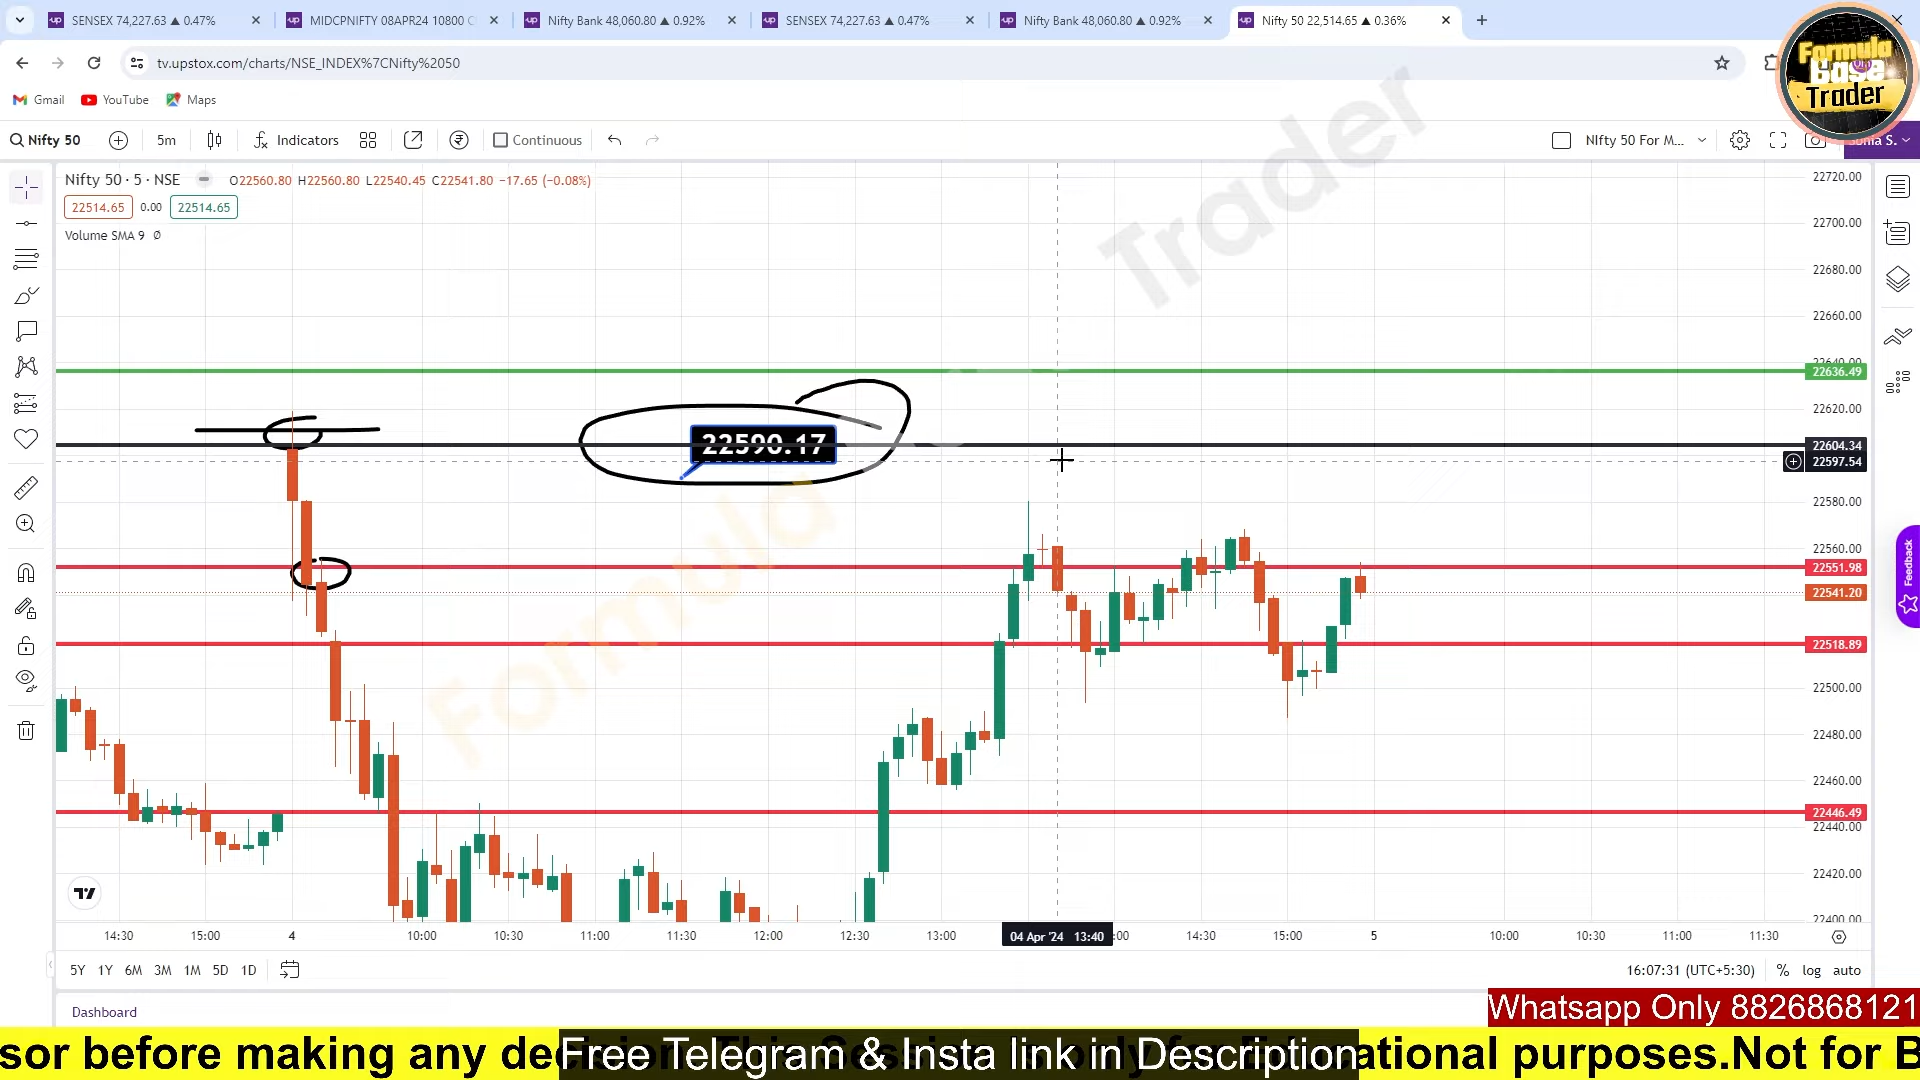 SENSEX 74,227.63 ▲ 0.47%
MIDCPNIFTY 08APR24 10800 C
Nifty Bank 48,060.80 ▲ 0.92%
SENSEX 74,227.63 ▲ 0.47%
Nifty Bank 48,060.80 ▲ 0.92%
Nifty 50 22,514.65 ▲ 0.36%
tv.upstox.com/charts/NSE_INDEX%7CNifty%2050
Gmail YouTube Maps
Formula Base Trader
Nifty 50 5m Indicators Continuous NIfty 50 For M... Sonia S.
Nifty 50 · 5 · NSE O22560.80 H22560.80 L22540.45 C22541.80 −17.65 (−0.08%)
22514.65 0.00 22514.65
Volume SMA 9 Ø
Trader
Formula
22590.17
22720.00
22700.00
22680.00
22660.00
22640.00
22636.49
22620.00
22604.34
22597.54
22580.00
22560.00
22551.98
22541.20
22518.89
22500.00
22480.00
22460.00
22446.49
22440.00
22420.00
22400.00
Feedback
14:30 15:00 4 10:00 10:30 11:00 11:30 12:00 12:30 13:00 04 Apr '24 13:40 :00 14:30 15:00 5 10:00 10:30 11:00 11:30
5Y 1Y 6M 3M 1M 5D 1D 16:07:31 (UTC+5:30) % log auto
Dashboard
Whatsapp Only 8826868121
sor before making any de
Free Telegram & Insta link in Description
ational purposes.Not for B